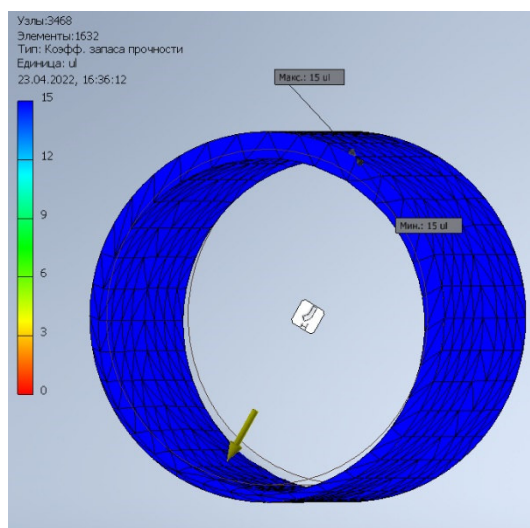 Узлы:3468
Элементы:1632
Тип: Коэфф. запаса прочности
Единица: ul
23.04.2022, 16:36:12
Макс.: 15 ul
15
12
Мин.: 15 ul
9
6
3
0